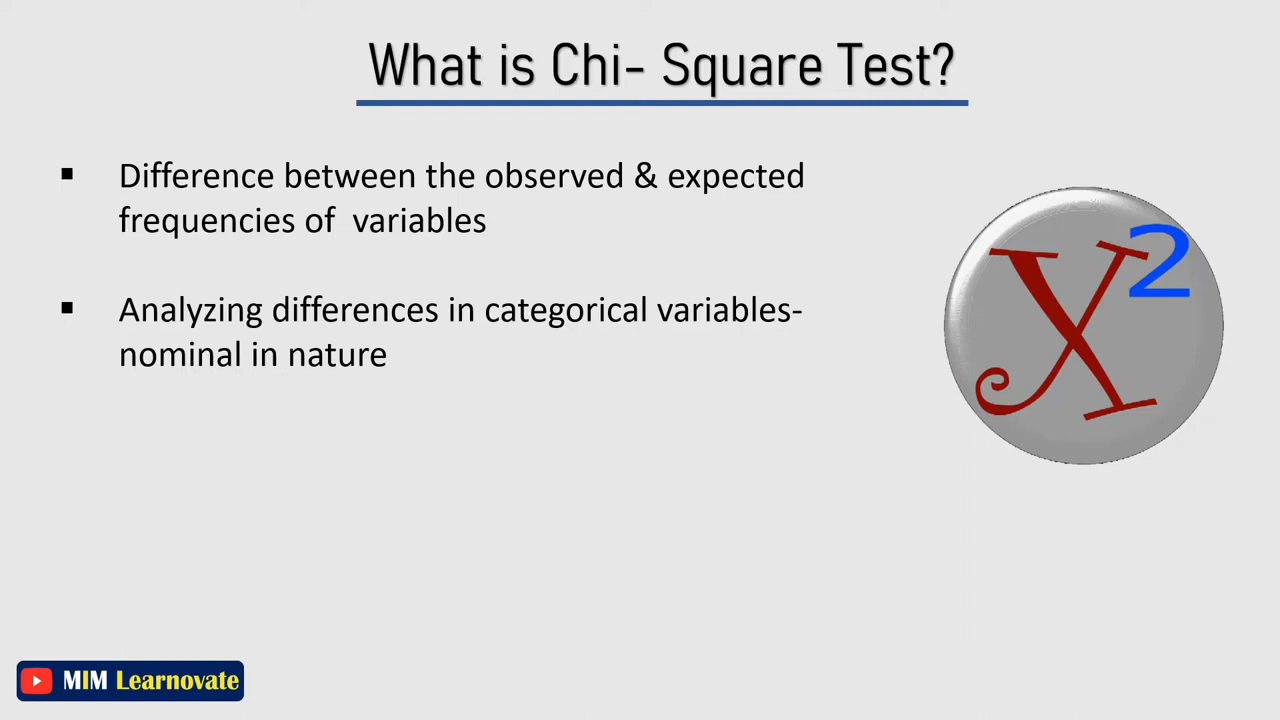 What is Chi- Square Test?
▪ Difference between the observed & expected
frequencies of variables
▪ Analyzing differences in categorical variables-
nominal in nature
X²
MIM Learnovate